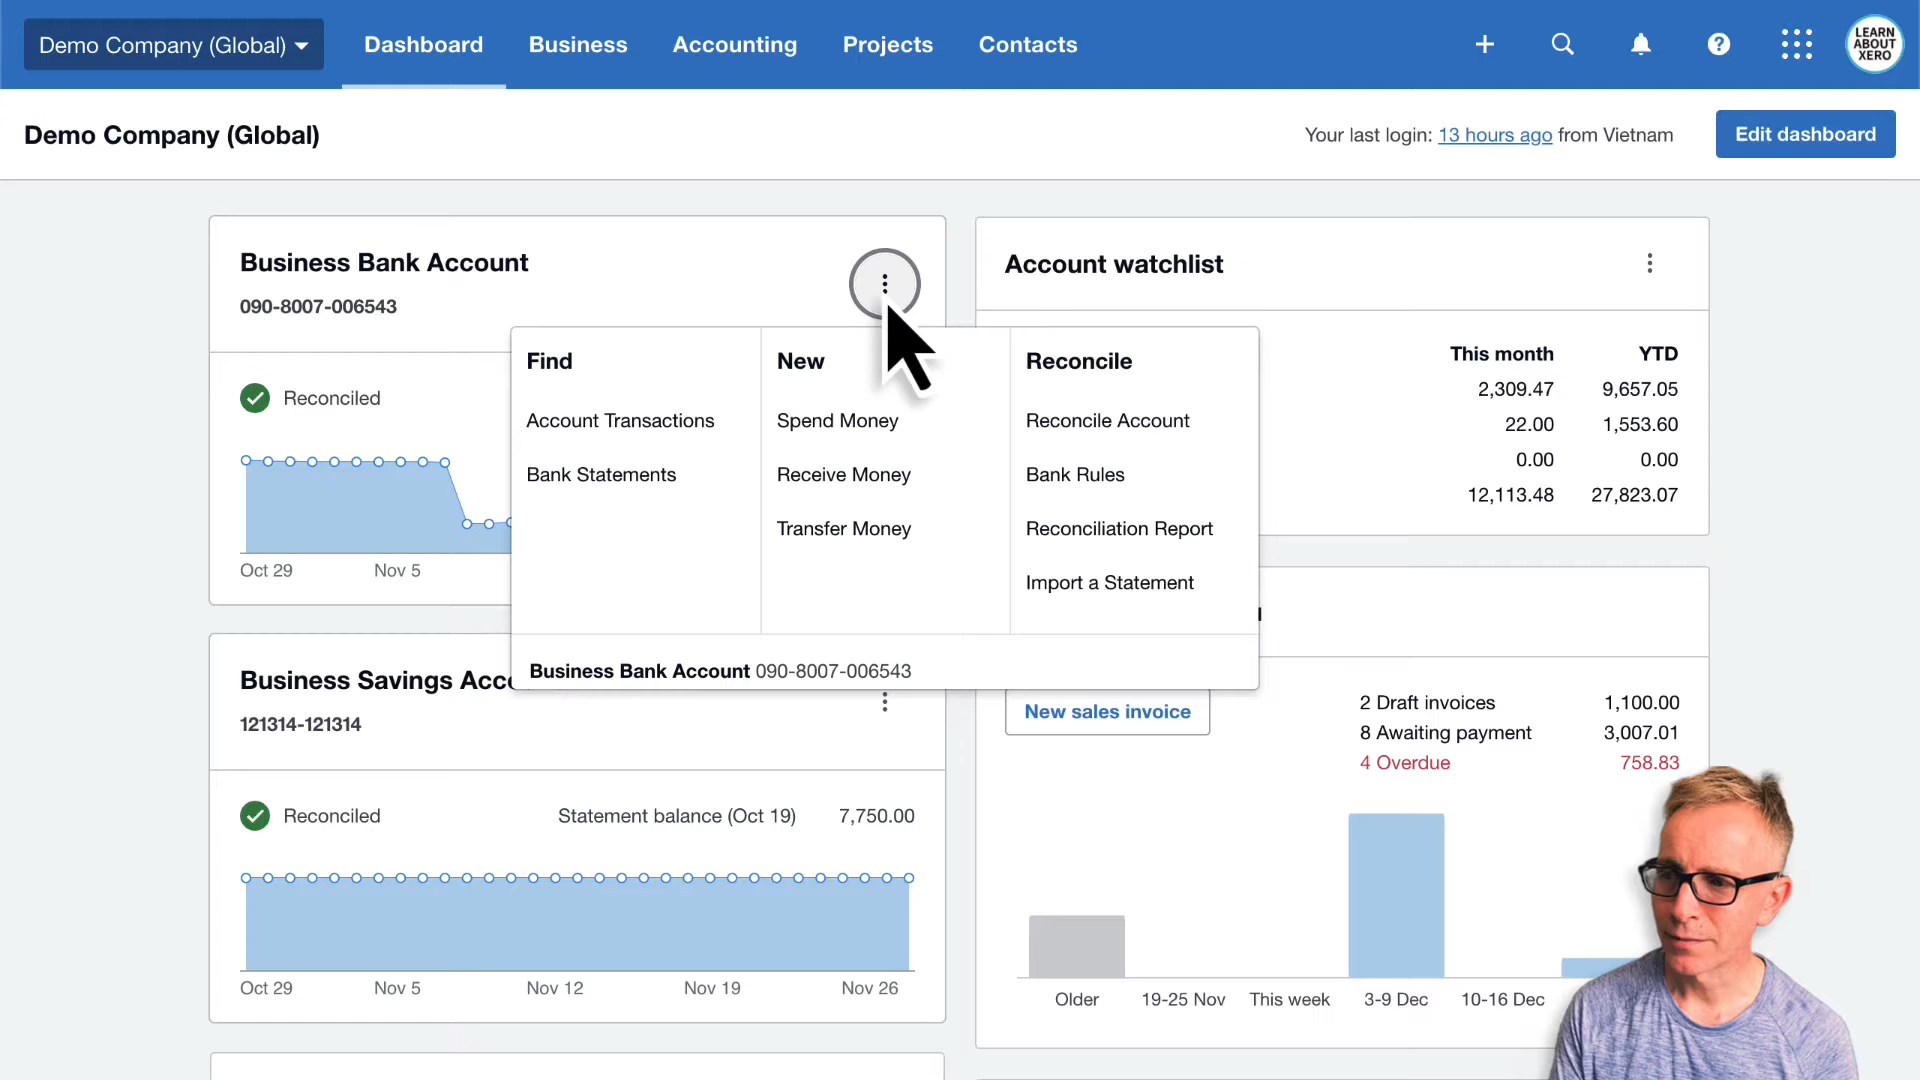 Demo Company (Global)
Dashboard
Business
Accounting
Projects
Contacts
LEARN
ABOUT
XERO
Demo Company (Global)
Your last login: 13 hours ago from Vietnam
Edit dashboard
Business Bank Account
090-8007-006543
Reconciled
Oct 29
Nov 5
Find
Account Transactions
Bank Statements
New
Spend Money
Receive Money
Transfer Money
Reconcile
Reconcile Account
Bank Rules
Reconciliation Report
Import a Statement
Business Bank Account 090-8007-006543
Account watchlist
This month YTD
2,309.47 9,657.05
22.00 1,553.60
0.00 0.00
12,113.48 27,823.07
Business Savings Acco
121314-121314
Reconciled
Statement balance (Oct 19) 7,750.00
Oct 29 Nov 5 Nov 12 Nov 19 Nov 26
New sales invoice
2 Draft invoices 1,100.00
8 Awaiting payment 3,007.01
4 Overdue 758.83
Older 19-25 Nov This week 3-9 Dec 10-16 Dec